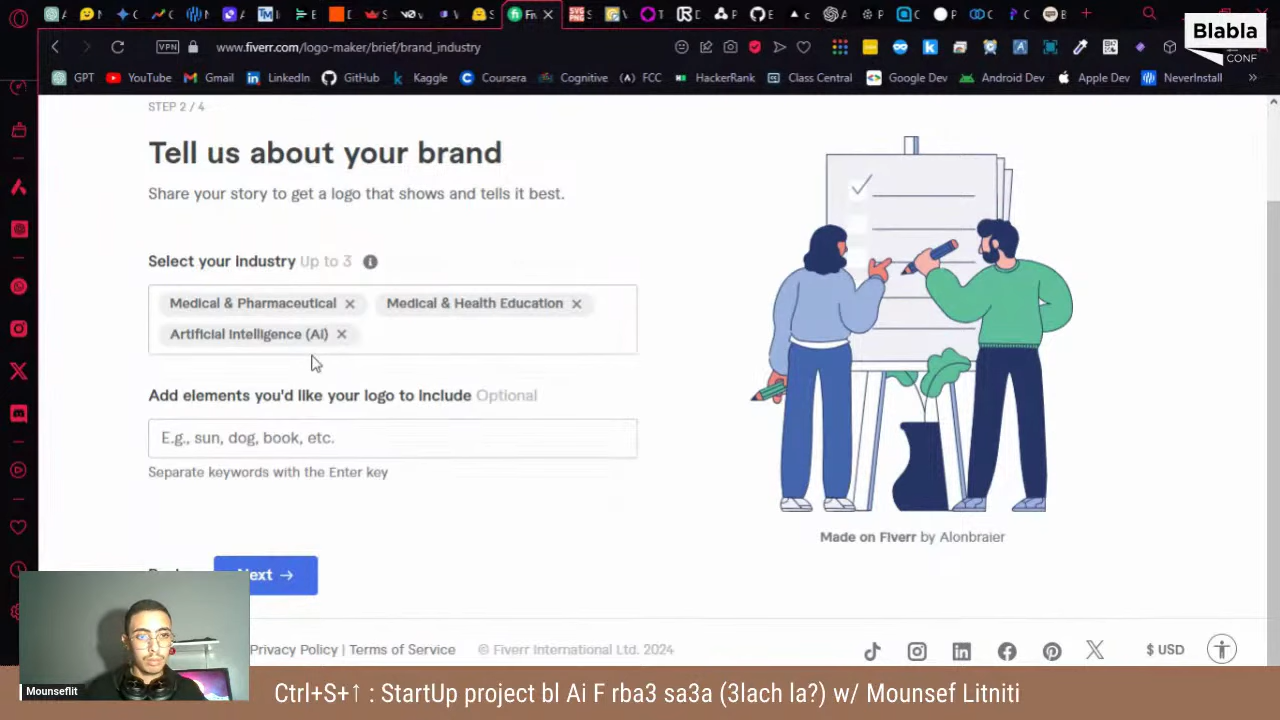 Blabla
CONF
VPN
www.fiverr.com/logo-maker/brief/brand_industry
GPT YouTube Gmail LinkedIn GitHub Kaggle Coursera Cognitive FCC HackerRank Class Central Google Dev Android Dev Apple Dev NeverInstall »
STEP 2 / 4
Tell us about your brand
Share your story to get a logo that shows and tells it best.
Select your industry Up to 3
Medical & Pharmaceutical × Medical & Health Education ×
Artificial Intelligence (AI) ×
Add elements you'd like your logo to include Optional
E.g., sun, dog, book, etc.
Separate keywords with the Enter key
Made on Fiverr by Alonbraier
Next →
Privacy Policy | Terms of Service © Fiverr International Ltd. 2024 $ USD
Mounseflit
Ctrl+S+↑ : StartUp project bl Ai F rba3 sa3a (3lach la?) w/ Mounsef Litniti